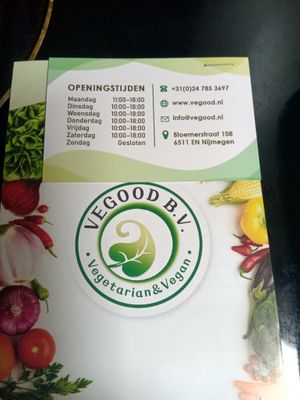 OPENINGSTIJDEN
Maandag 11:00-18:00
Dinsdag 10:00-18:00
Woensdag 10:00-18:00
Donderdag 10:00-18:00
Vrijdag 10:00-18:00
Zaterdag 10:00-18:00
Zondag Gesloten
+31(0)24 785 3697
www.vegood.nl
info@vegood.nl
Bloemerstraat 108
6511 EN Nijmegen
VEGOOD B.V.
Vegetarian&Vegan